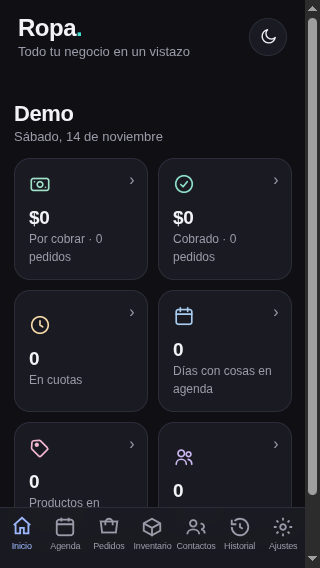 Ropa.
Todo tu negocio en un vistazo
Demo
Sábado, 14 de noviembre
$0
Por cobrar · 0
pedidos
$0
Cobrado · 0
pedidos
0
En cuotas
0
Días con cosas en
agenda
0
Productos en
0
Inicio
Agenda
Pedidos
Inventario
Contactos
Historial
Ajustes